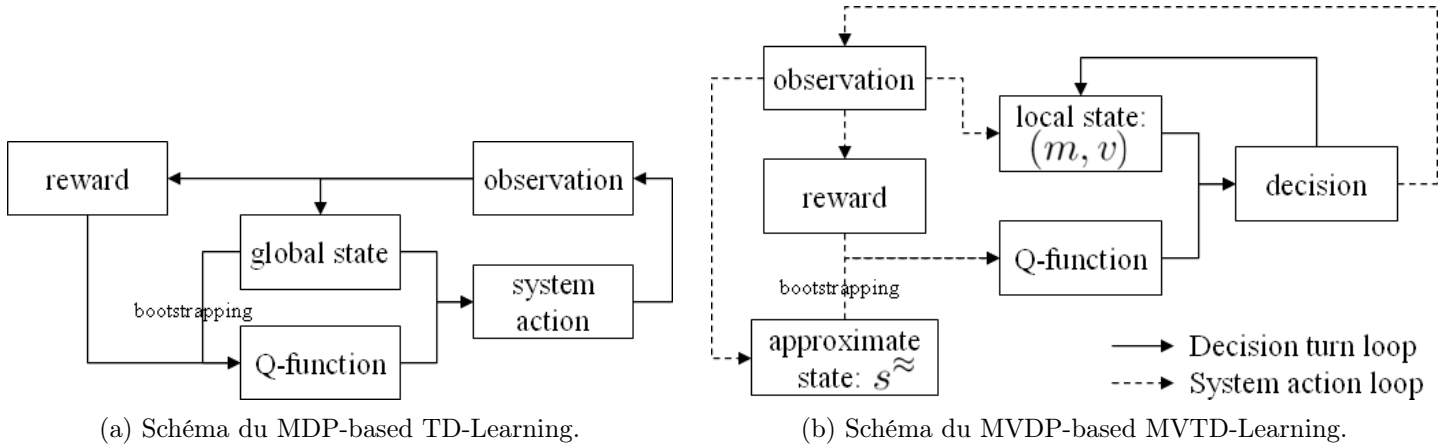 reward
observation
global state
bootstrapping
system
action
Q-function
(a) Schéma du MDP-based TD-Learning.
observation
local state:
(m, v)
reward
decision
Q-function
bootstrapping
approximate
state: s^≈
Decision turn loop
System action loop
(b) Schéma du MVDP-based MVTD-Learning.